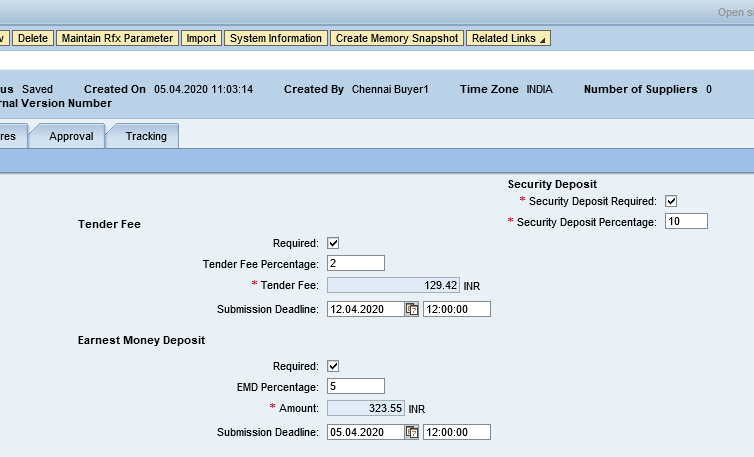 Open
Delete Maintain Rfx Parameter Import System Information Create Memory Snapshot Related Links
Saved Created On 05.04.2020 11:03:14 Created By Chennai Buyer1 Time Zone INDIA Number of Suppliers 0
Version Number
Approval Tracking
Security Deposit
* Security Deposit Required:
* Security Deposit Percentage: 10
Tender Fee
Required:
Tender Fee Percentage: 2
* Tender Fee: 129.42 INR
Submission Deadline: 12.04.2020 12:00:00
Earnest Money Deposit
Required:
EMD Percentage: 5
* Amount: 323.55 INR
Submission Deadline: 05.04.2020 12:00:00